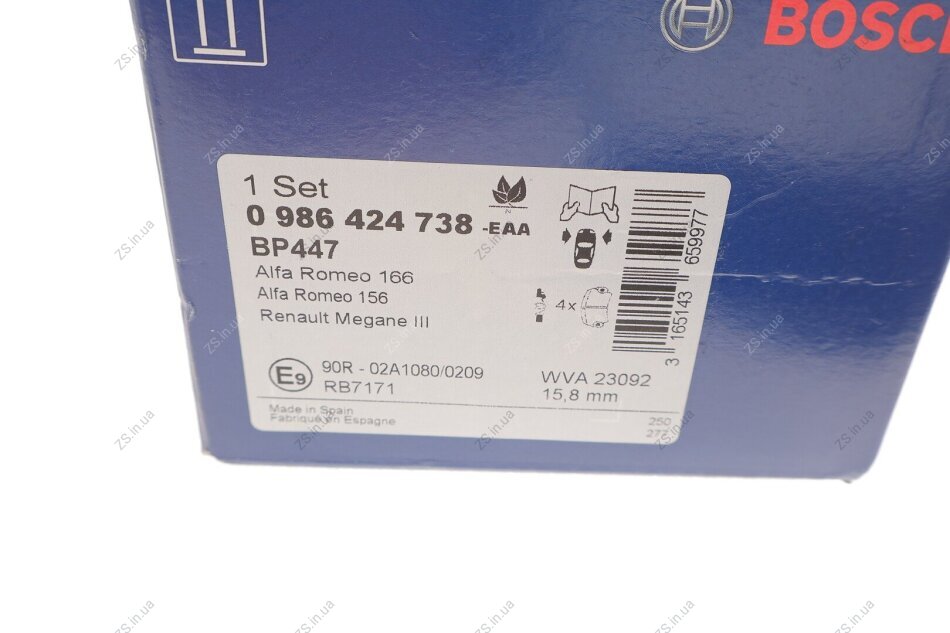 BOSCH
1 Set
0 986 424 738 -EAA
BP447
Alfa Romeo 166
Alfa Romeo 156
Renault Megane III
4x
3 165143 659977
E9
90R - 02A1080/0209
RB7171
WVA 23092
15,8 mm
Made in Spain
Fabriqué en Espagne
250
277
ZS.in.ua